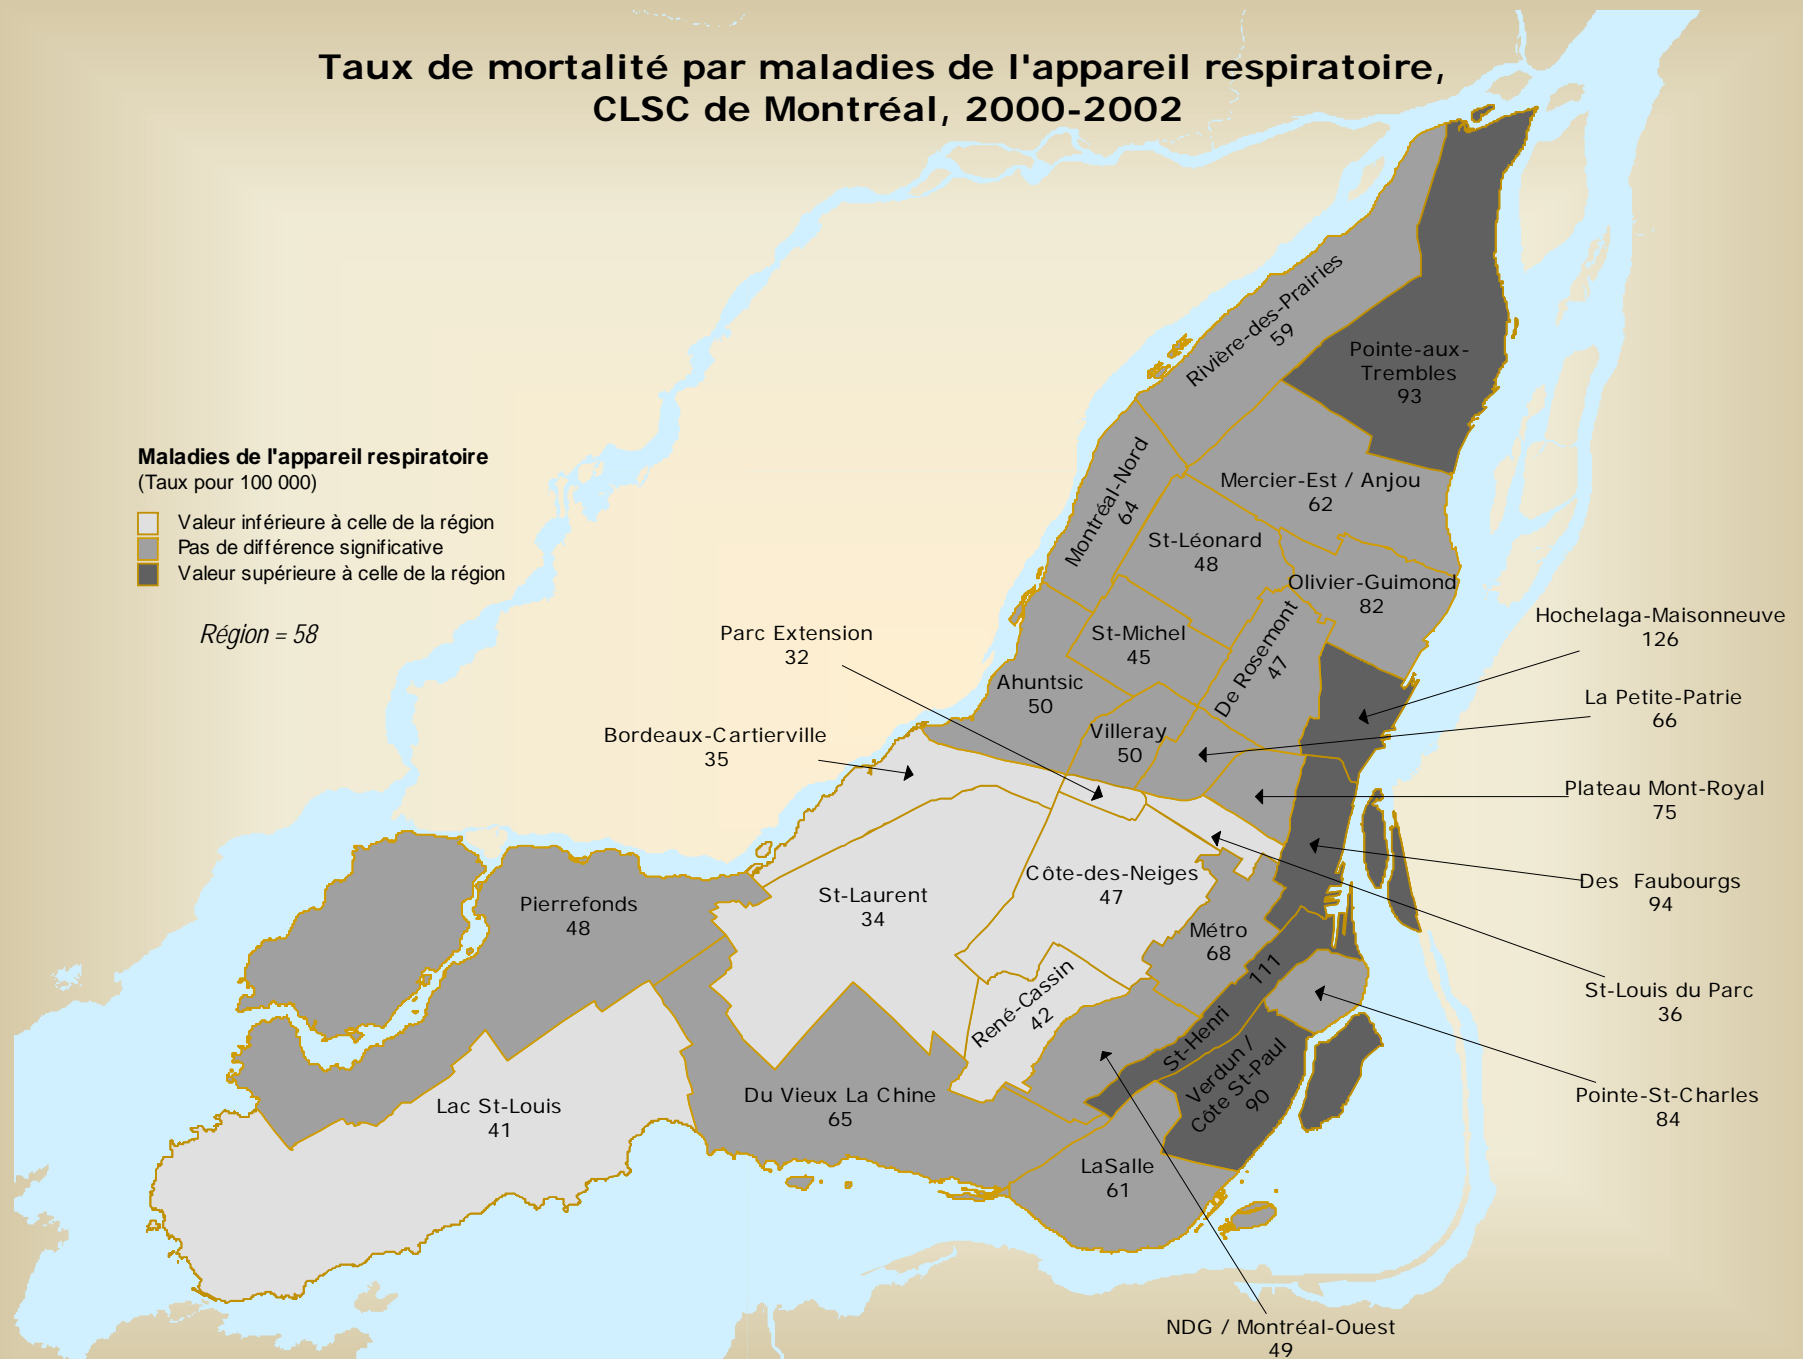 Taux de mortalité par maladies de l'appareil respiratoire,
CLSC de Montréal, 2000-2002
Maladies de l'appareil respiratoire
(Taux pour 100 000)
Valeur inférieure à celle de la région
Pas de différence significative
Valeur supérieure à celle de la région
Région = 58
Rivière-des-Prairies
59
Pointe-aux-
Trembles
93
Montréal-Nord
64
Mercier-Est / Anjou
62
St-Léonard
48
Olivier-Guimond
82
Hochelaga-Maisonneuve
126
Parc Extension
32
St-Michel
45
De Rosemont
47
Ahuntsic
50
La Petite-Patrie
66
Bordeaux-Cartierville
35
Villeray
50
Plateau Mont-Royal
75
Côte-des-Neiges
47
Des Faubourgs
94
St-Laurent
34
Pierrefonds
48
Métro
68
St-Louis du Parc
36
René-Cassin
42
St-Henri 111
Verdun /
Côte St-Paul
90
Pointe-St-Charles
84
Lac St-Louis
41
Du Vieux La Chine
65
LaSalle
61
NDG / Montréal-Ouest
49